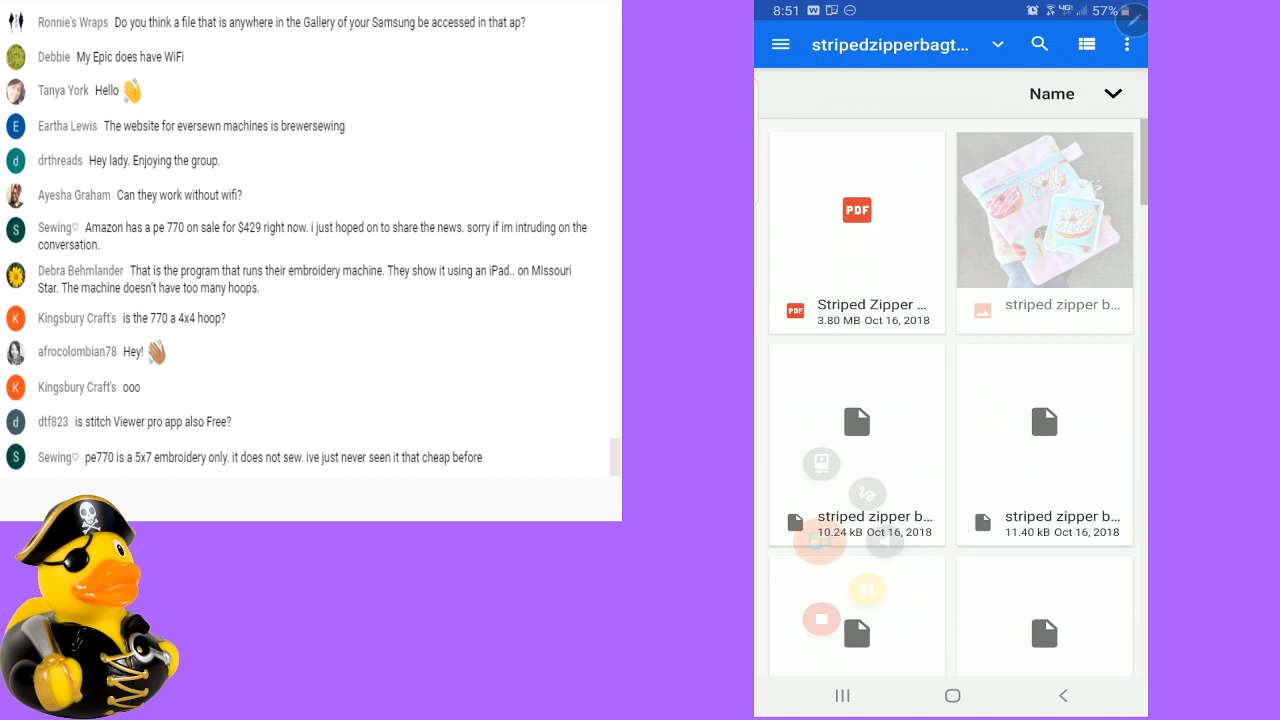 Ronnie's Wraps Do you think a file that is anywhere in the Gallery of your Samsung be accessed in that ap?
Debbie My Epic does have WiFi
Tanya York Hello 👋
E Eartha Lewis The website for eversewn machines is brewersewing
d drthreads Hey lady. Enjoying the group.
Ayesha Graham Can they work without wifi?
S Sewing♡ Amazon has a pe 770 on sale for $429 right now. i just hoped on to share the news. sorry if im intruding on the
conversation.
Debra Behmlander That is the program that runs their embroidery machine. They show it using an iPad.. on MIssouri
Star. The machine doesn't have too many hoops.
K Kingsbury Craft's is the 770 a 4x4 hoop?
afrocolombian78 Hey! 👋🏽
K Kingsbury Craft's ooo
d dtf823 is stitch Viewer pro app also Free?
S Sewing♡ pe770 is a 5x7 embroidery only. it does not sew. ive just never seen it that cheap before
8:51 W 4G 57%
stripedzipperbagt...
Name
PDF
PDF Striped Zipper ...
3.80 MB Oct 16, 2018
striped zipper b...
striped zipper b...
10.24 kB Oct 16, 2018
striped zipper b...
11.40 kB Oct 16, 2018